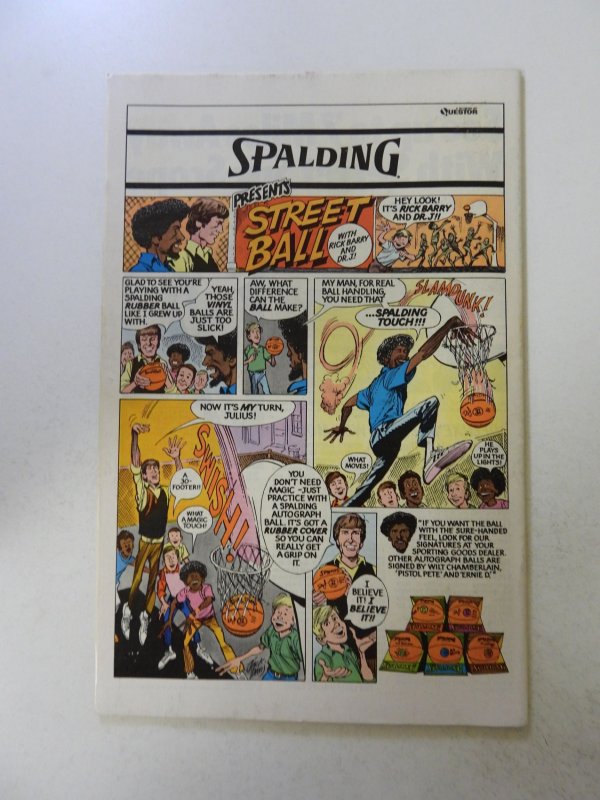 QUESTOR
SPALDING
PRESENTS
STREET
BALL
WITH
RICK BARRY
AND
DR.J!
HEY LOOK!
IT'S RICK BARRY
AND DR.J!!
GLAD TO SEE YOU'RE
PLAYING WITH A
SPALDING
RUBBER BALL
LIKE I GREW UP
WITH.
YEAH,
THOSE
VINYL
BALLS ARE
JUST TOO
SLICK!
AW, WHAT
DIFFERENCE
CAN THE
BALL MAKE?
MY MAN, FOR REAL
BALL HANDLING,
YOU NEED THAT
...SPALDING
TOUCH!!!
SLAMDUNK!
WHAT
MOVES!
HE
PLAYS
UP IN THE
LIGHTS!
NOW IT'S MY TURN,
JULIUS!
A
30-
FOOTER!!
WHAT
A MAGIC
TOUCH!
SWISH!
YOU
DON'T NEED
MAGIC-JUST
PRACTICE WITH
A SPALDING
AUTOGRAPH
BALL. IT'S GOT A
RUBBER COVER
SO YOU CAN
REALLY GET
A GRIP ON
IT.
I
BELIEVE
IT! I
BELIEVE
IT!!
"IF YOU WANT THE BALL
WITH THE SURE-HANDED
FEEL, LOOK FOR OUR
SIGNATURES AT YOUR
SPORTING GOODS DEALER.
OTHER AUTOGRAPH BALLS ARE
SIGNED BY WILT CHAMBERLAIN,
'PISTOL PETE' AND 'ERNIE D.'"